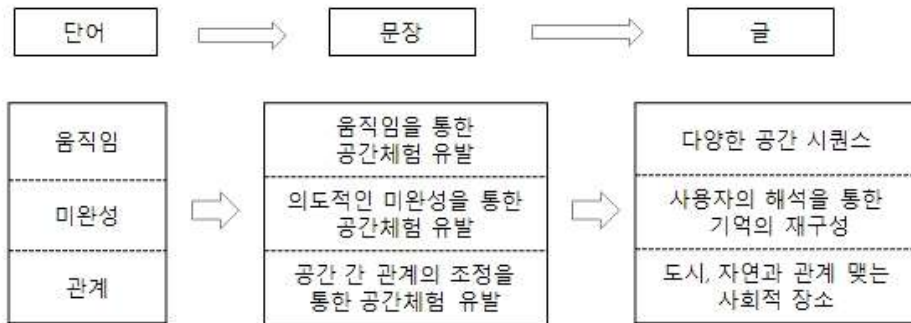 단어
문장
글
움직임
미완성
관계
움직임을 통한
공간체험 유발
의도적인 미완성을 통한
공간체험 유발
공간 간 관계의 조정을
통한 공간체험 유발
다양한 공간 시퀀스
사용자의 해석을 통한
기억의 재구성
도시, 자연과 관계 맺는
사회적 장소